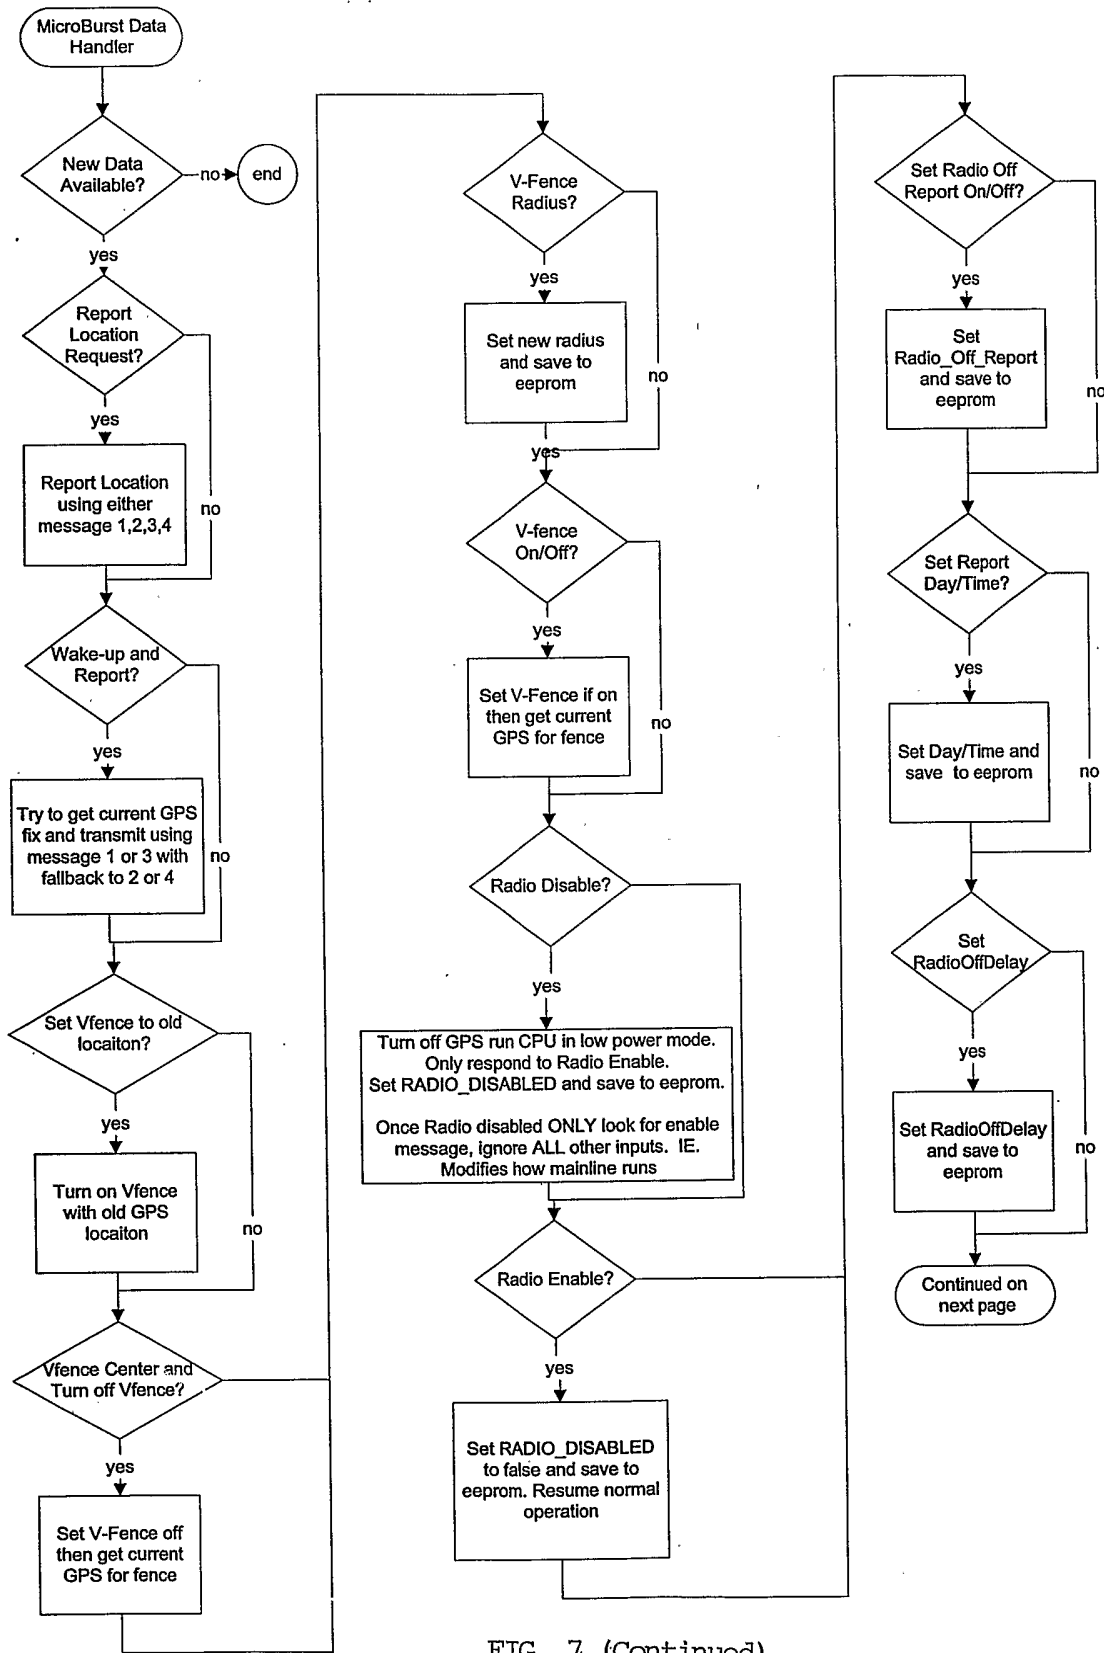 MicroBurst Data
Handler
New Data
Available?
no
end
yes
Report
Location
Request?
yes
Report Location
using either
message 1,2,3,4
no
Wake-up and
Report?
yes
Try to get current GPS
fix and transmit using
message 1 or 3 with
fallback to 2 or 4
no
Set Vfence to old
locaiton?
yes
Turn on Vfence
with old GPS
locaiton
no
Vfence Center and
Turn off Vfence?
yes
Set V-Fence off
then get current
GPS for fence
V-Fence
Radius?
yes
Set new radius
and save to
eeprom
no
yes
V-fence
On/Off?
yes
Set V-Fence if on
then get current
GPS for fence
no
Radio Disable?
yes
Turn off GPS run CPU in low power mode.
Only respond to Radio Enable.
Set RADIO_DISABLED and save to eeprom.
Once Radio disabled ONLY look for enable
message, ignore ALL other inputs. IE.
Modifies how mainline runs
Radio Enable?
yes
Set RADIO_DISABLED
to false and save to
eeprom. Resume normal
operation
Set Radio Off
Report On/Off?
yes
Set
Radio_Off_Report
and save to
eeprom
no
Set Report
Day/Time?
yes
Set Day/Time and
save to eeprom
no
Set
RadioOffDelay
yes
Set RadioOffDelay
and save to
eeprom
no
Continued on
next page
FIG. 7 (Continued)